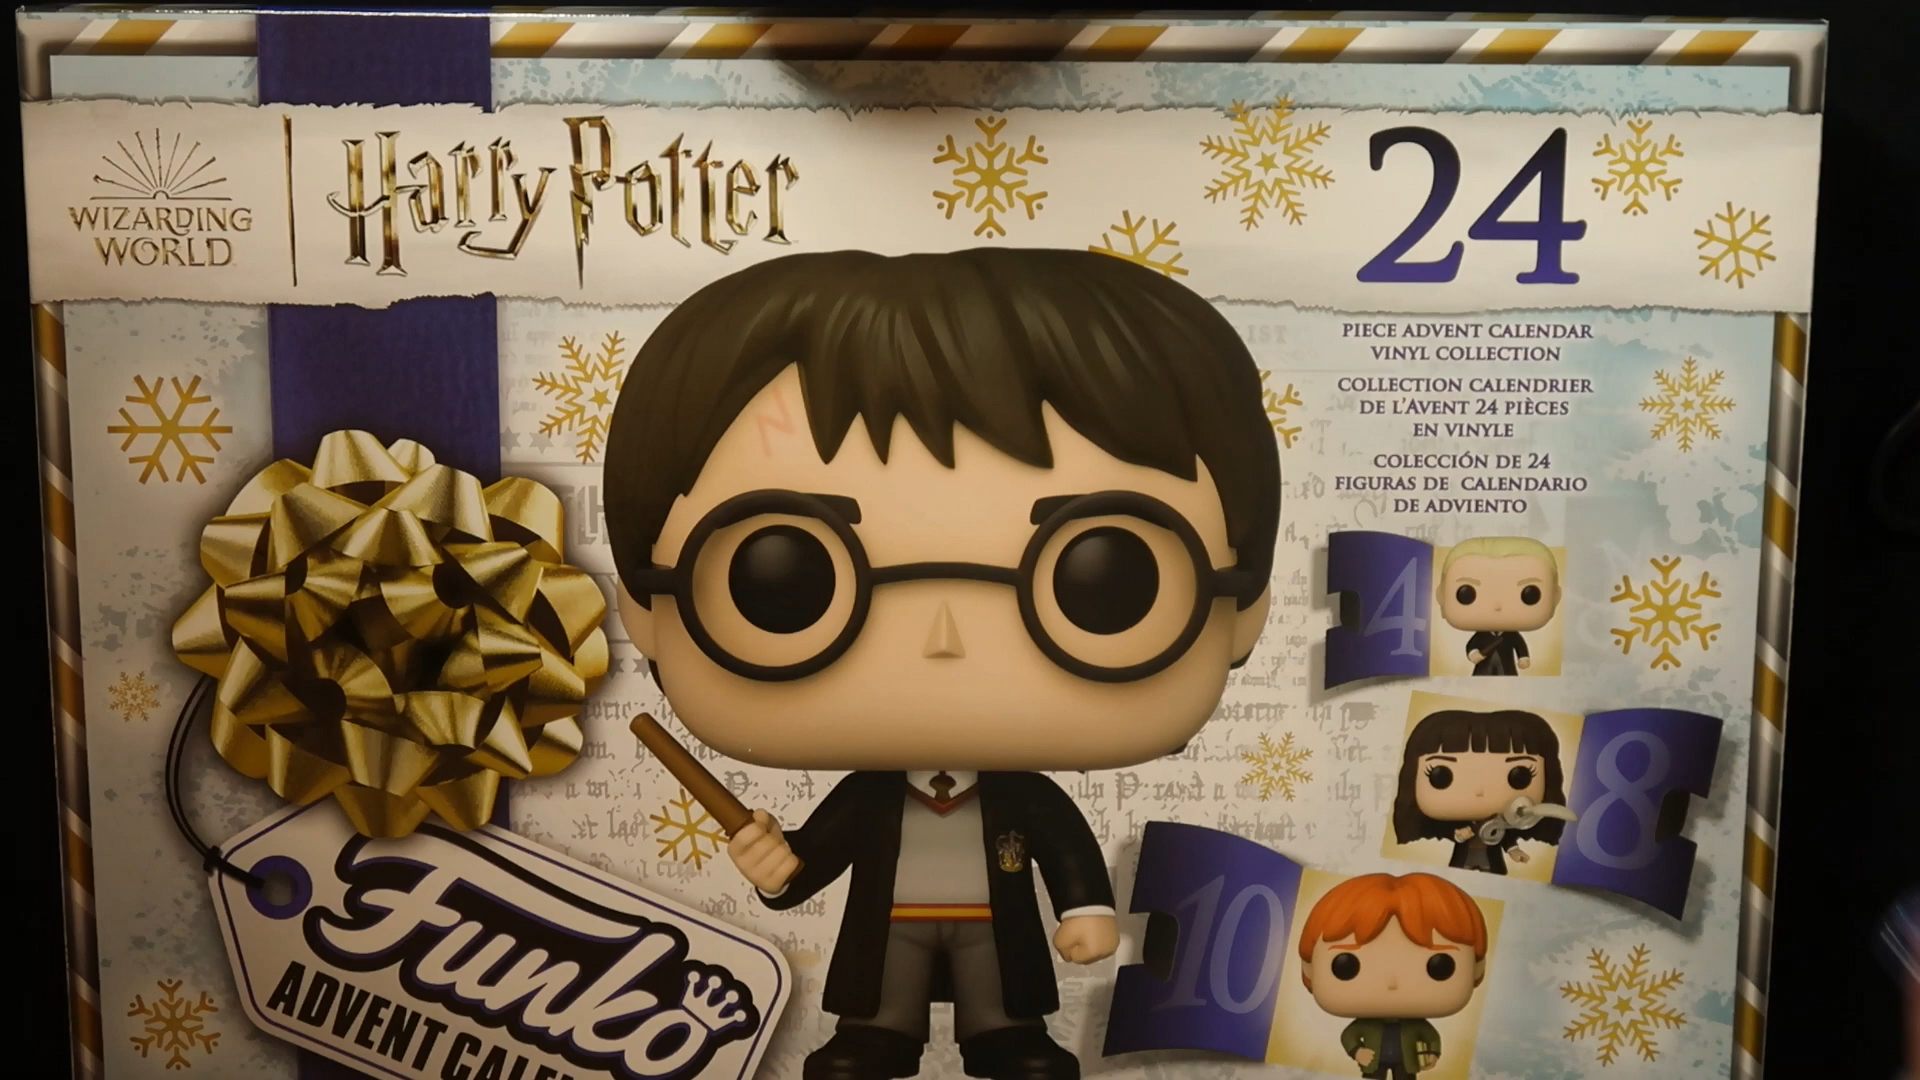 WIZARDING
WORLD
Harry Potter
24
PIECE ADVENT CALENDAR
VINYL COLLECTION
COLLECTION CALENDRIER
DE L'AVENT 24 PIÈCES
EN VINYLE
COLECCIÓN DE 24
FIGURAS DE CALENDARIO
DE ADVIENTO
4
8
10
Funko
ADVENT